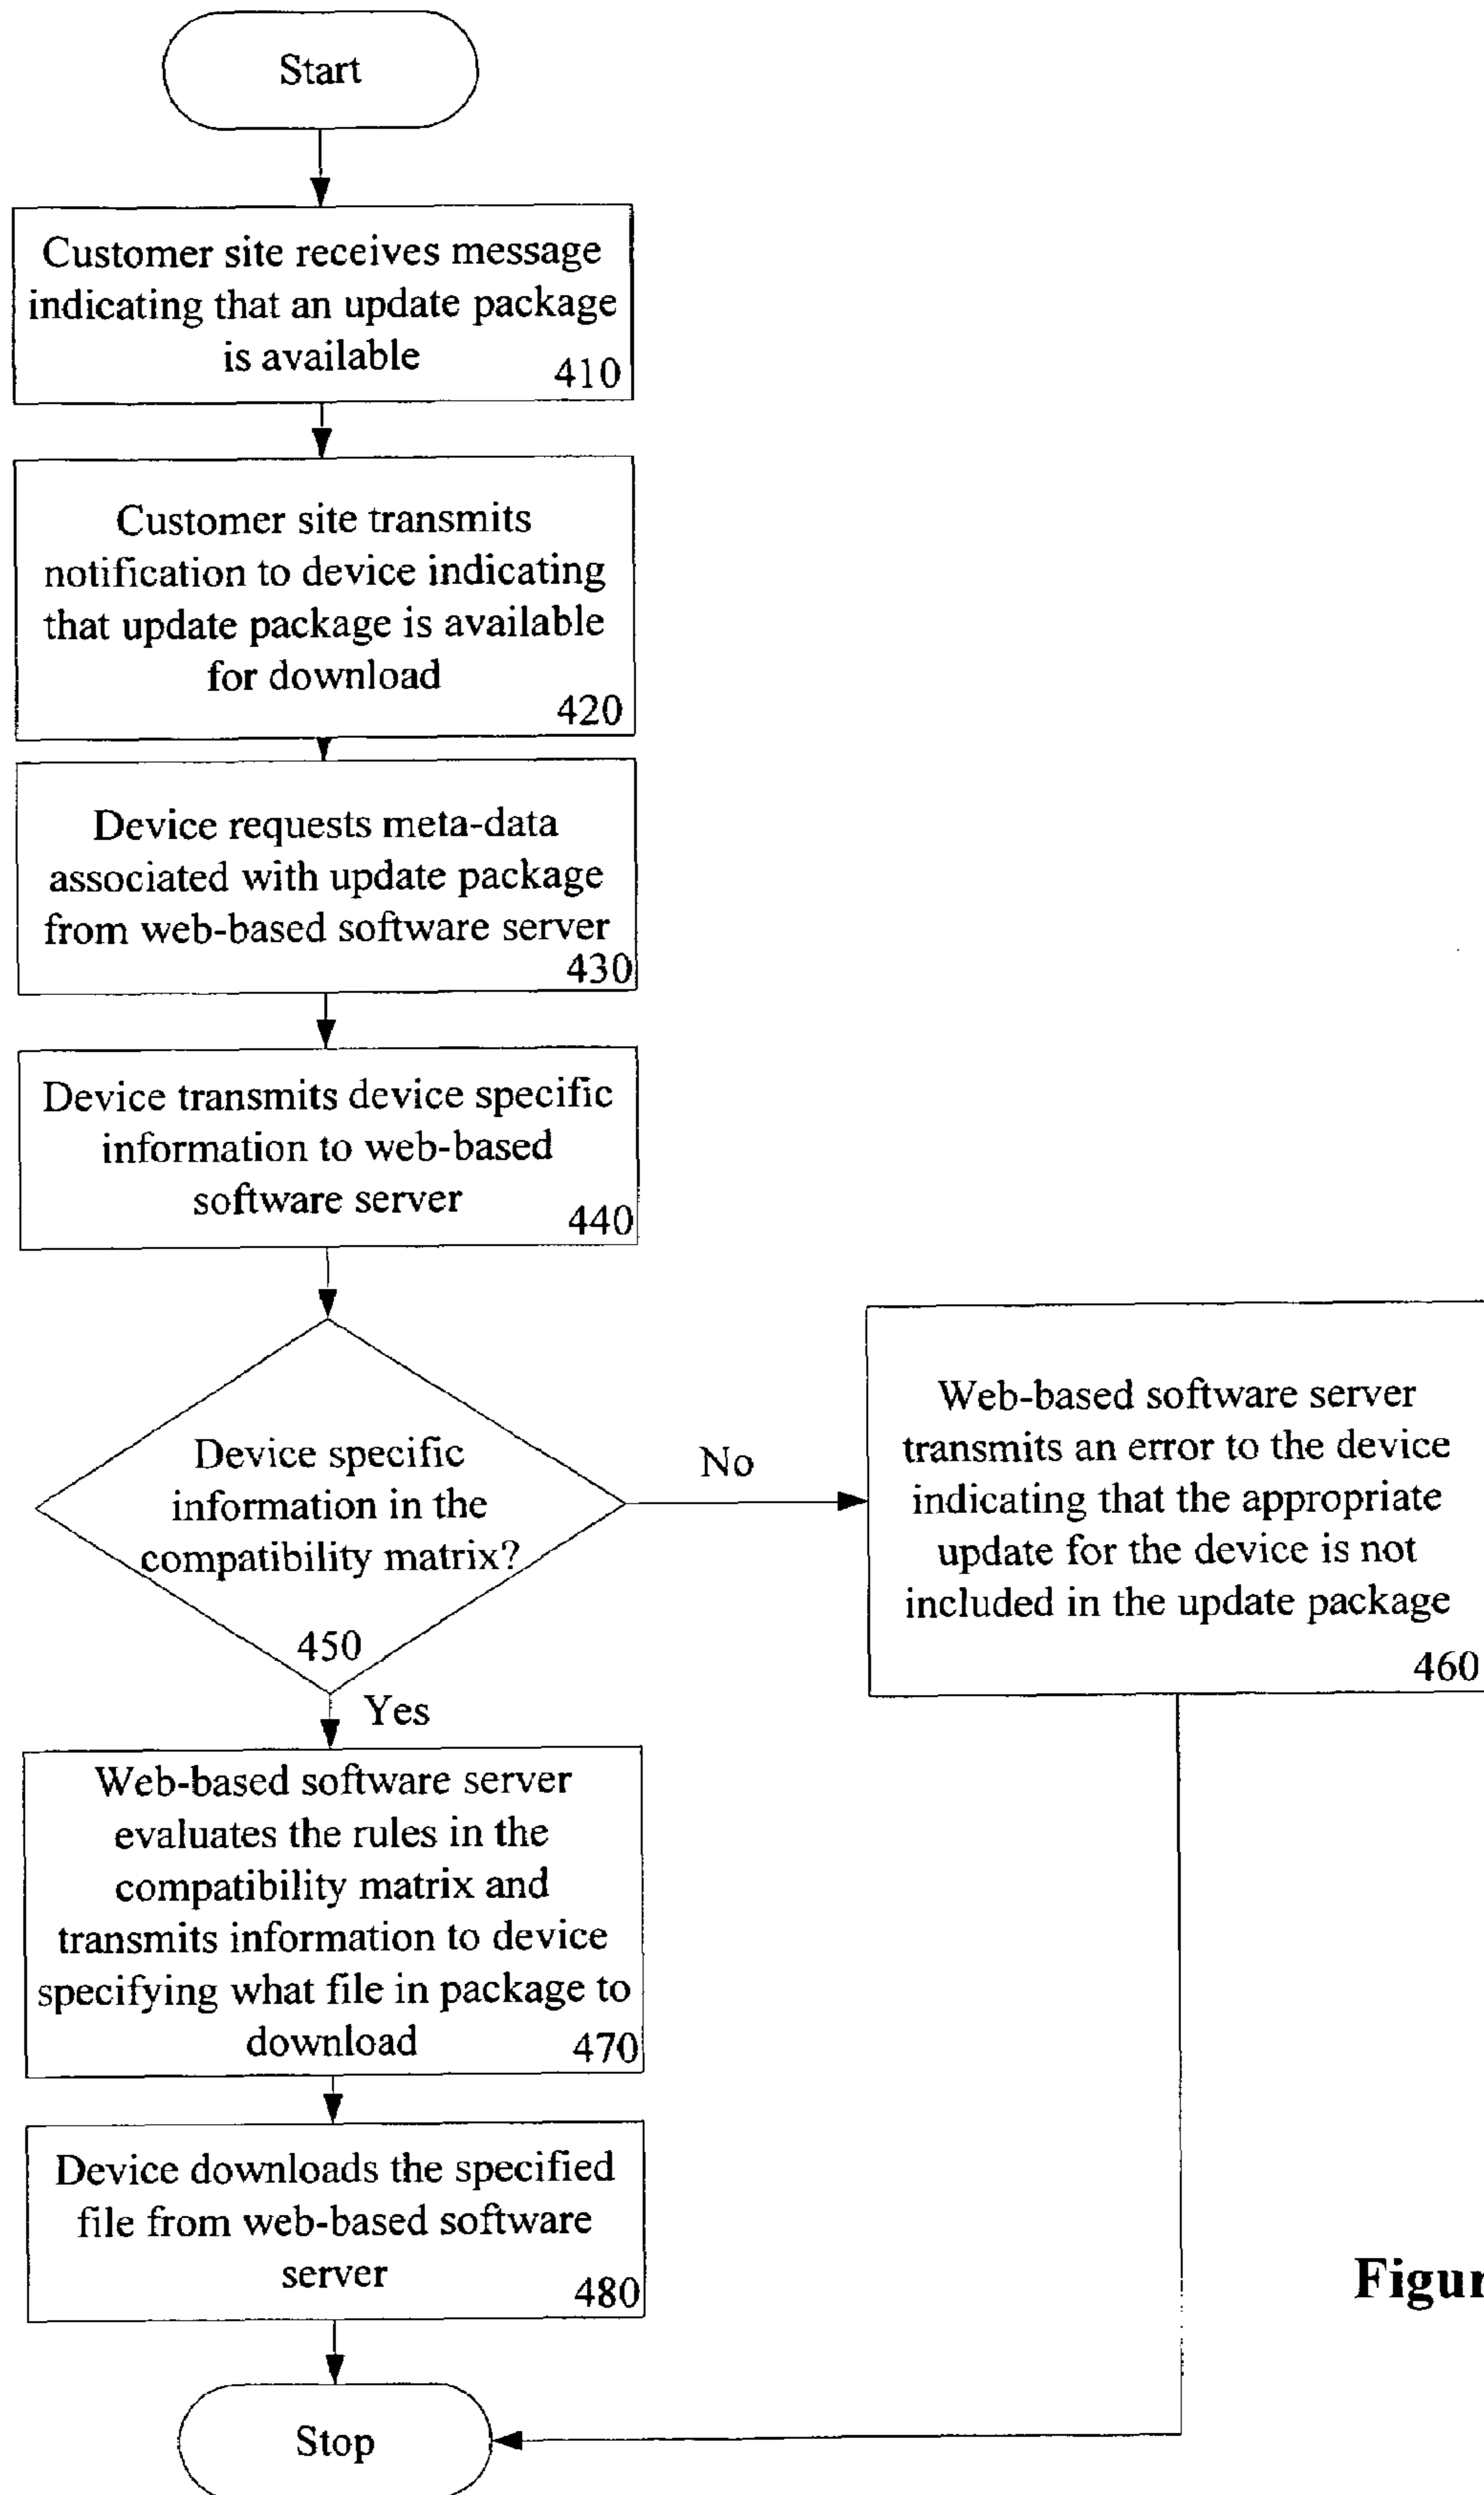 Start
Customer site receives message
indicating that an update package
is available
410
Customer site transmits
notification to device indicating
that update package is available
for download
420
Device requests meta-data
associated with update package
from web-based software server
430
Device transmits device specific
information to web-based
software server
440
Device specific
information in the
compatibility matrix?
450
No
Web-based software server
transmits an error to the device
indicating that the appropriate
update for the device is not
included in the update package
460
Yes
Web-based software server
evaluates the rules in the
compatibility matrix and
transmits information to device
specifying what file in package to
download
470
Device downloads the specified
file from web-based software
server
480
Figur
Stop